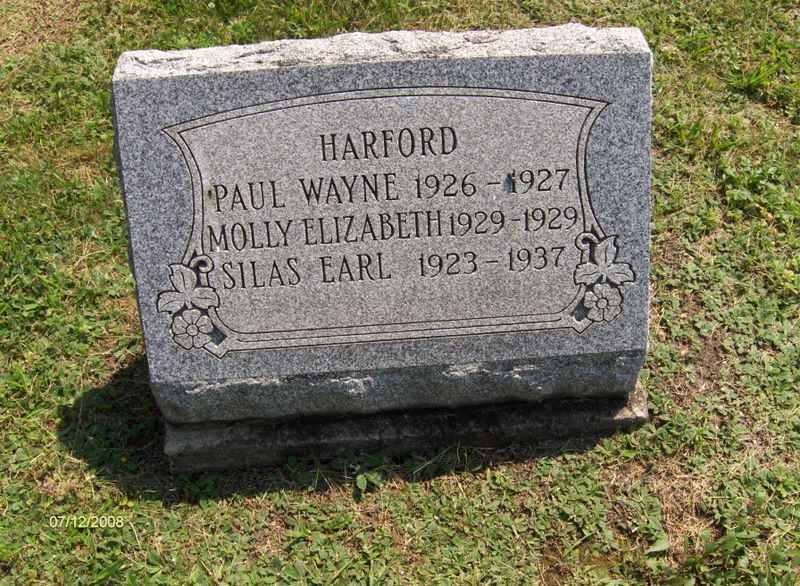 HARFORD
PAUL WAYNE 1926 - 1927
MOLLY ELIZABETH 1929 - 1929
SILAS EARL 1923 - 1937
07/12/2008